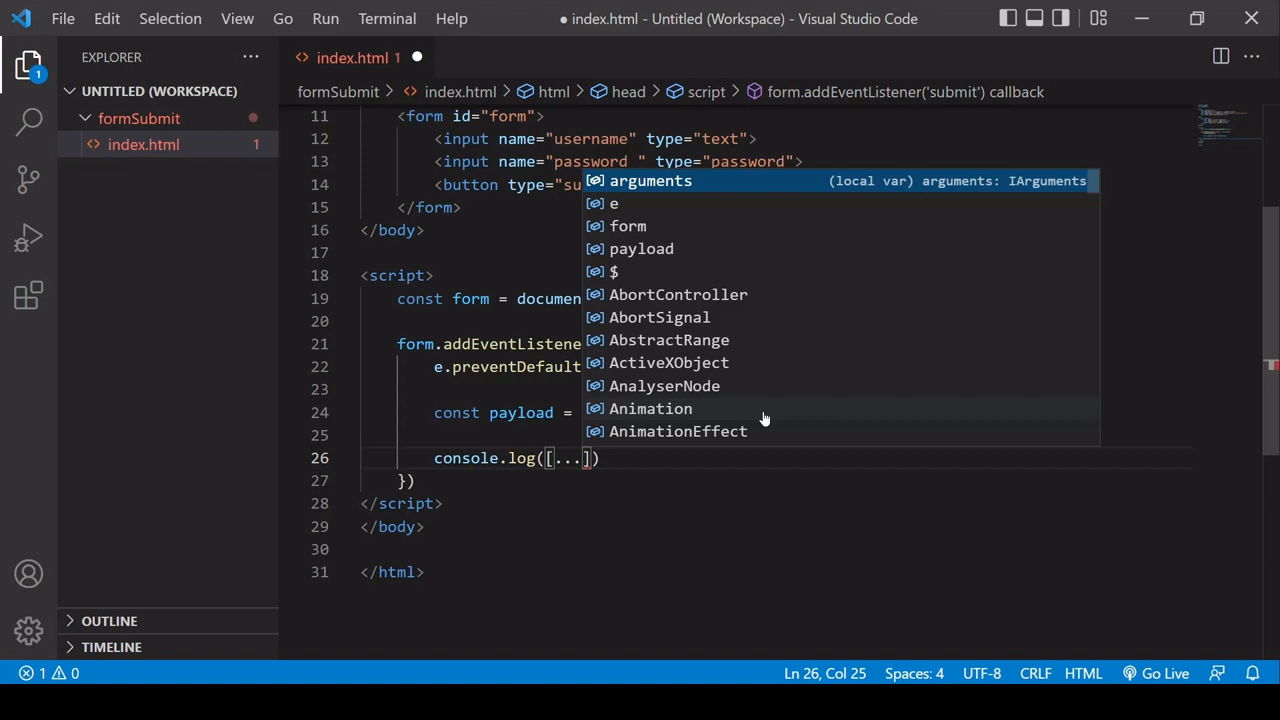 File Edit Selection View Go Run Terminal Help ● index.html - Untitled (Workspace) - Visual Studio Code
EXPLORER ...
<> index.html 1 ●
1
UNTITLED (WORKSPACE)
formSubmit > <> index.html > html > head > script > form.addEventListener('submit') callback
formSubmit
<> index.html 1
11 <form id="form">
12 <input name="username" type="text">
13 <input name="password " type="password">
14 <button type="su
15 </form>
16 </body>
17
18 <script>
19 const form = documen
20
21 form.addEventListene
22 e.preventDefault
23
24 const payload =
25
26 console.log([...])
27 })
28 </script>
29 </body>
30
31 </html>
arguments (local var) arguments: IArguments
e
form
payload
$
AbortController
AbortSignal
AbstractRange
ActiveXObject
AnalyserNode
Animation
AnimationEffect
OUTLINE
TIMELINE
1 0 Ln 26, Col 25 Spaces: 4 UTF-8 CRLF HTML Go Live